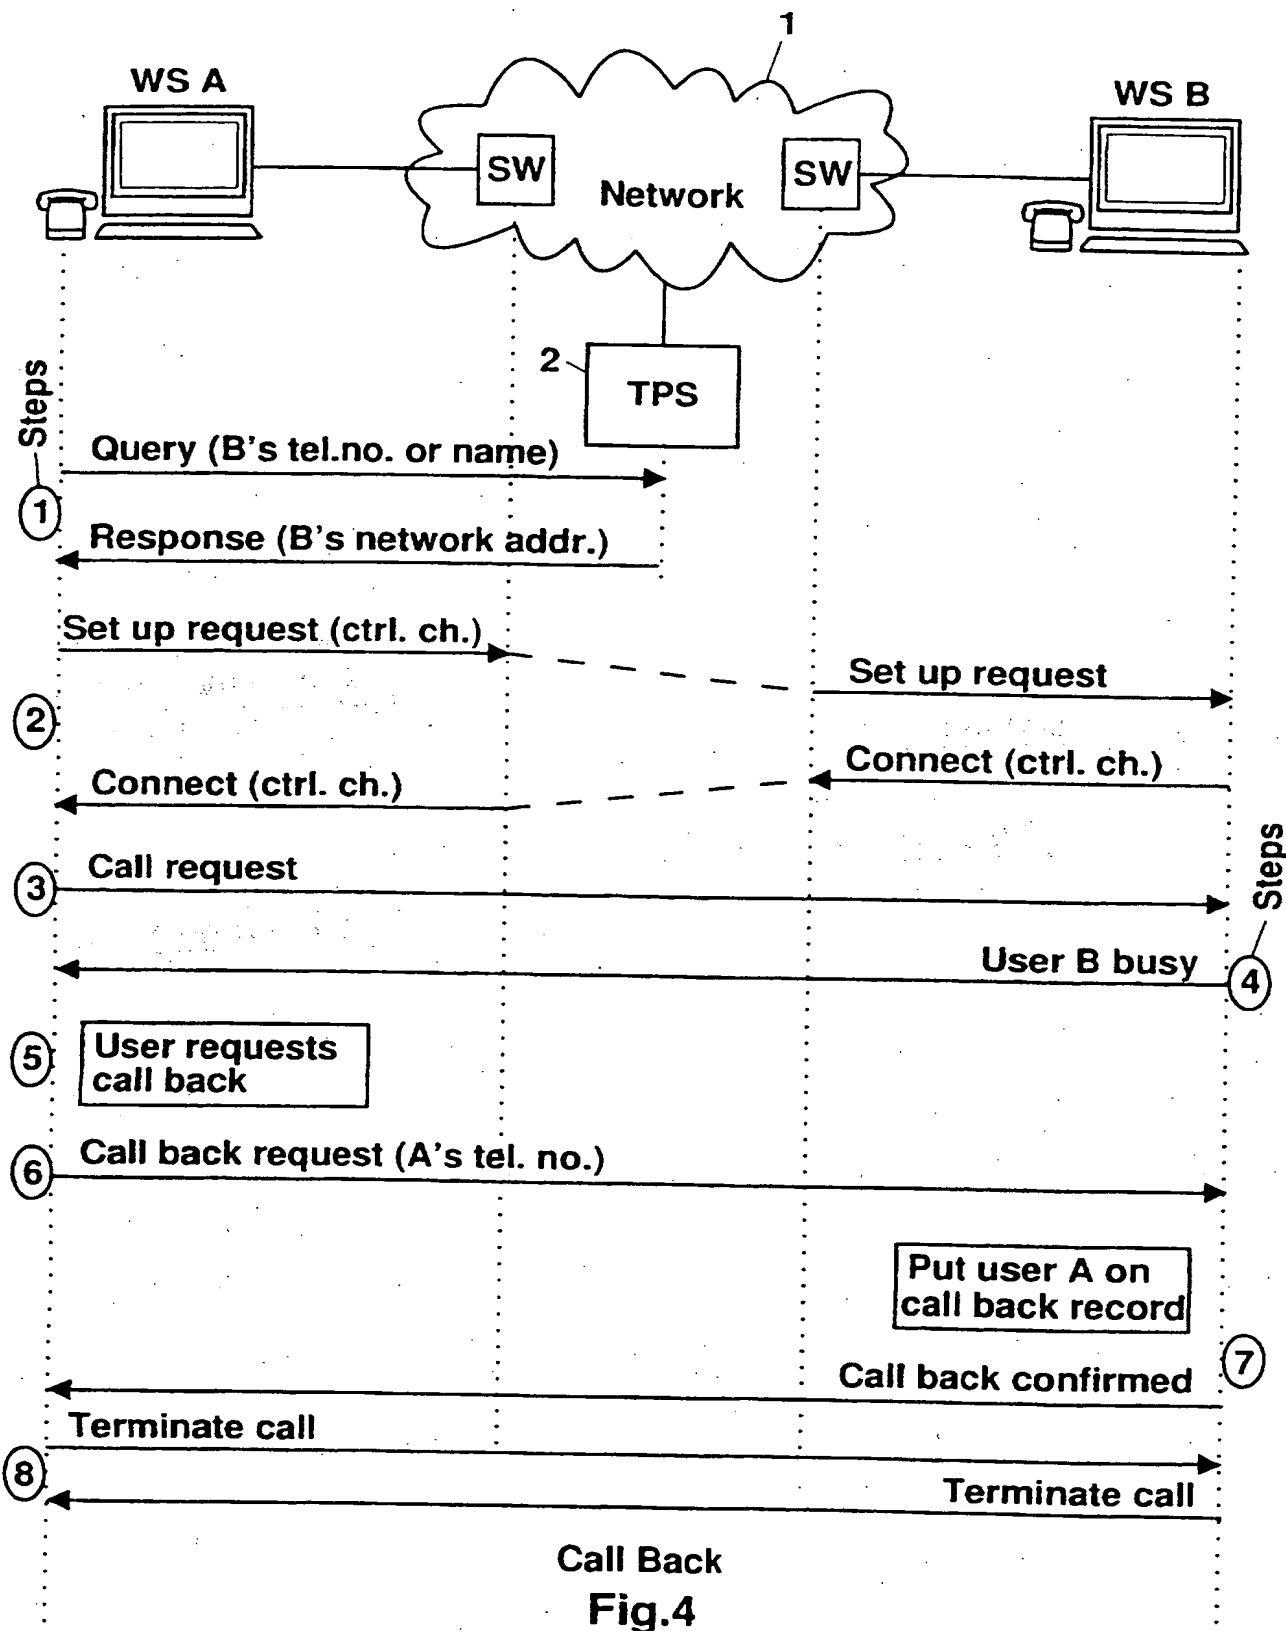 1
WS A
WS B
SW
Network
SW
2
TPS
Steps
Query (B's tel.no. or name)
1
Response (B's network addr.)
Set up request (ctrl. ch.)
Set up request
2
Connect (ctrl. ch.)
Connect (ctrl. ch.)
Call request
3
Steps
User B busy
4
5
User requests
call back
Call back request (A's tel. no.)
6
Put user A on
call back record
7
Call back confirmed
Terminate call
8
Terminate call
Call Back
Fig.4